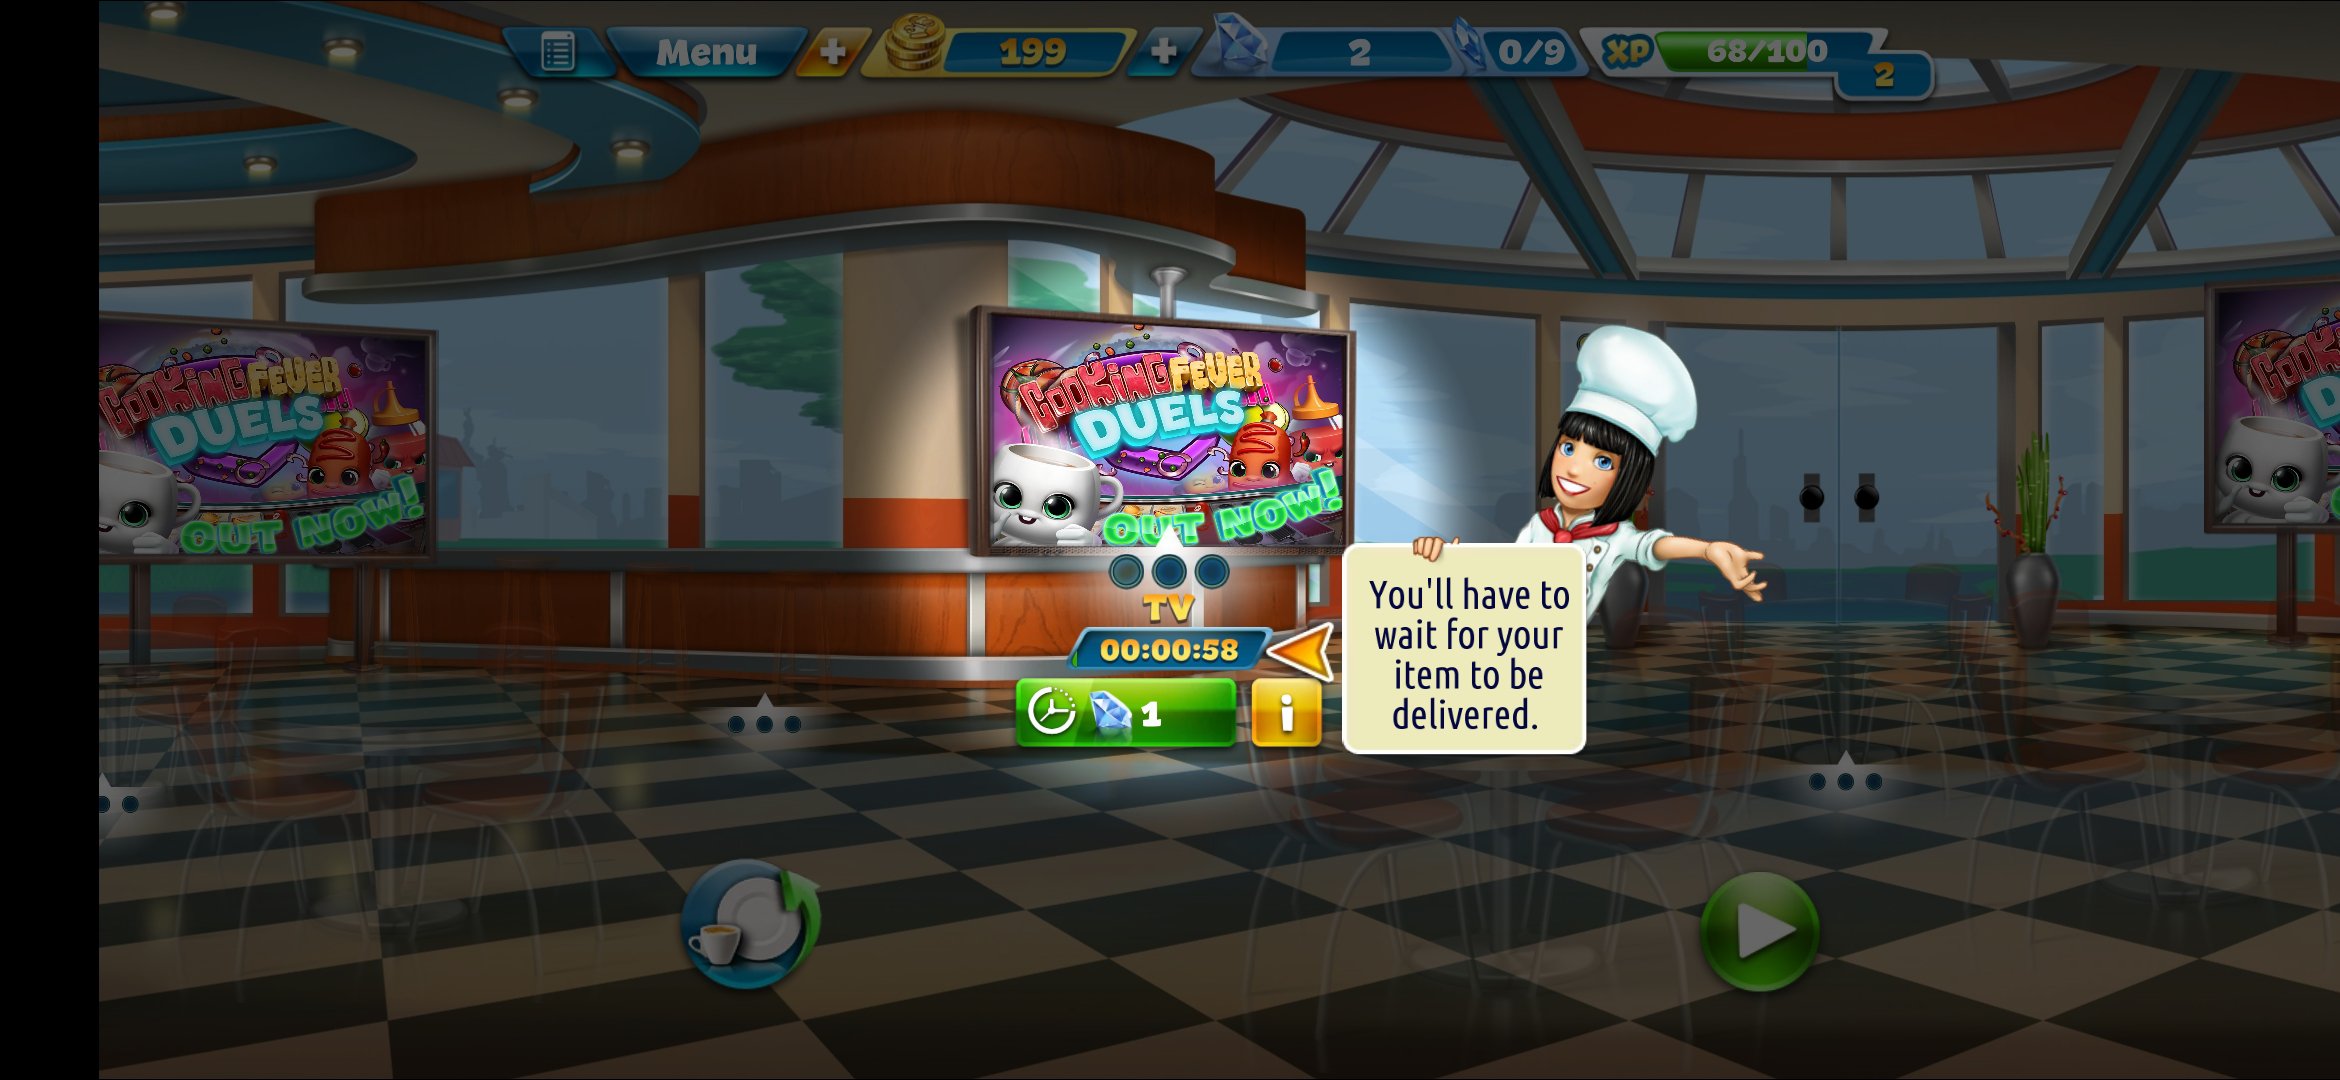 Menu
199
2
0/9
XP
68/100
2
COOKING FEVER
DUELS
OUT NOW!
COOKING FEVER
DUELS
OUT NOW!
TV
00:00:58
1
i
You'll have to
wait for your
item to be
delivered.